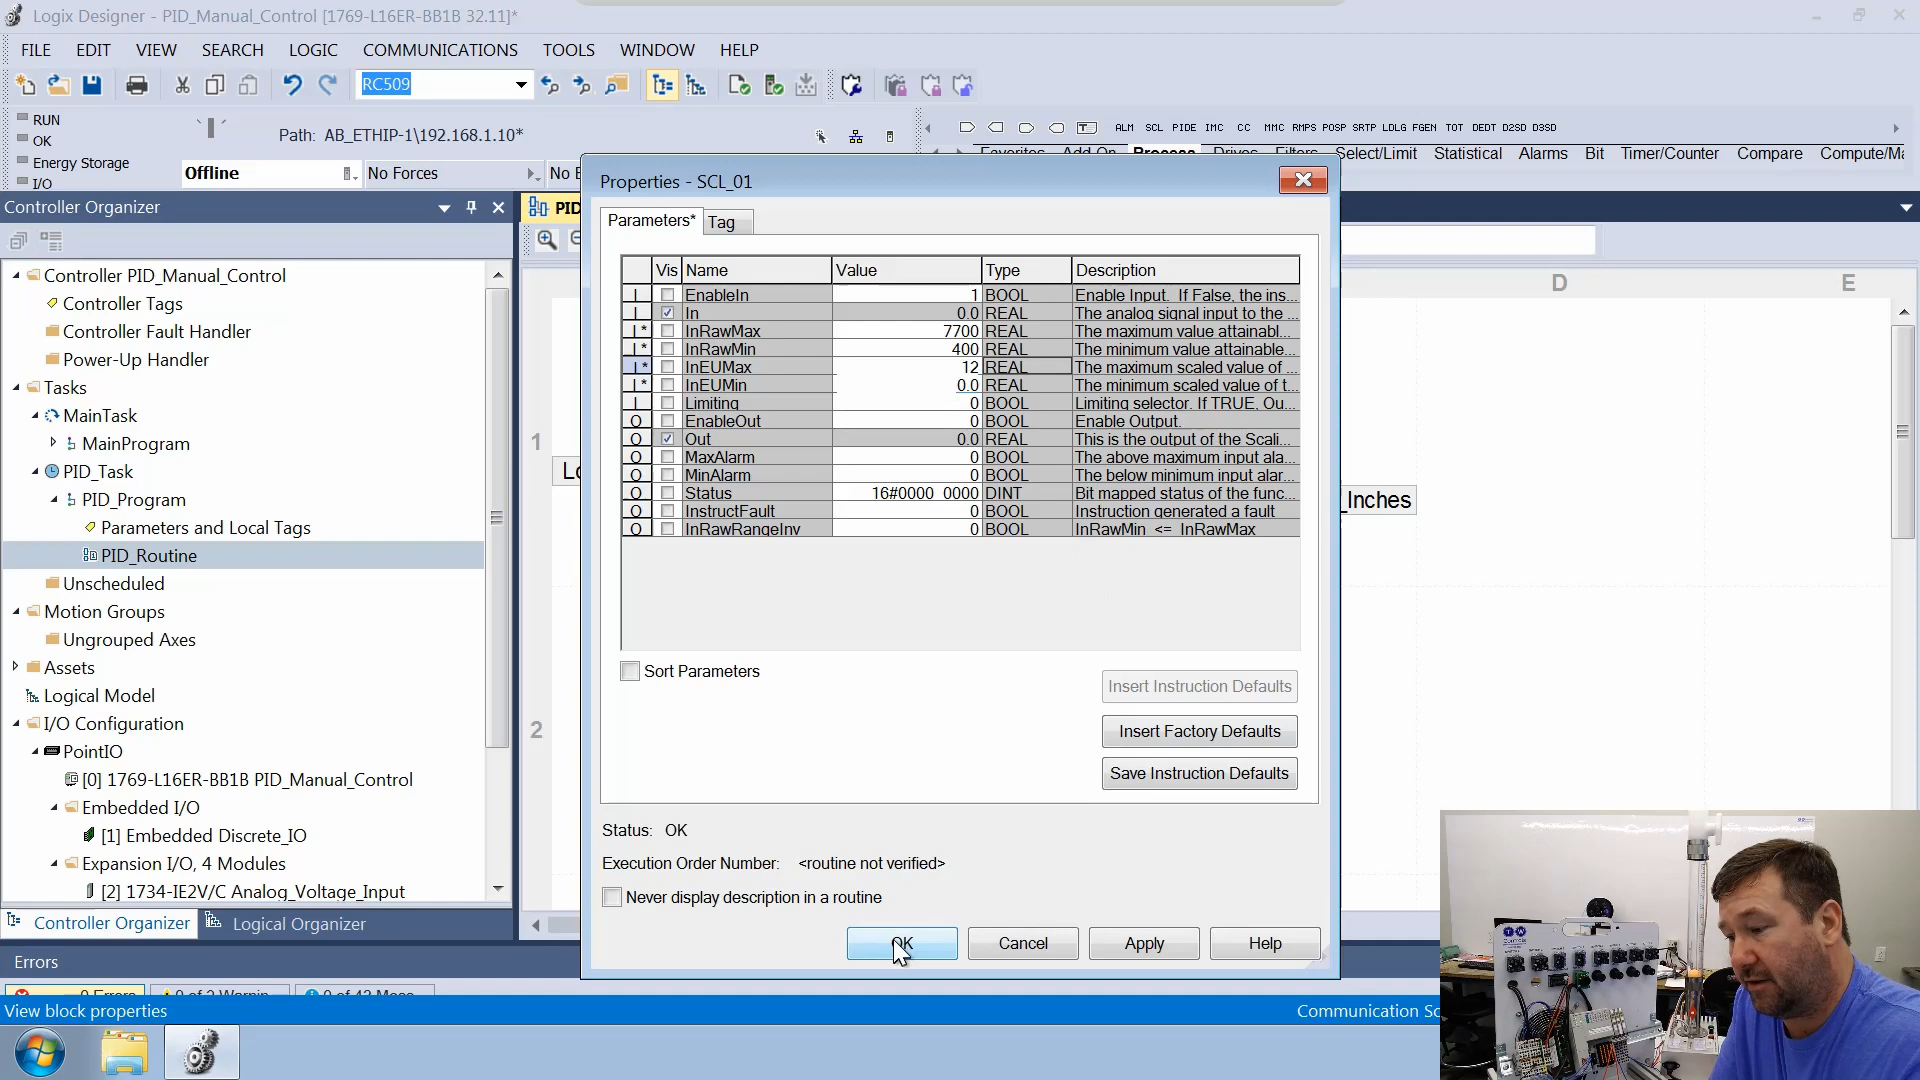 Logix Designer - PID_Manual_Control [1769-L16ER-BB1B 32.11]*
FILE EDIT VIEW SEARCH LOGIC COMMUNICATIONS TOOLS WINDOW HELP
RC509
RUN
OK
Energy Storage
I/O
Path: AB_ETHIP-1\192.168.1.10*
Offline
No Forces
ALM SCL PIDE IMC CC MMC RMPS POSP SRTP LDLG FGEN TOT DEDT D2SD D3SD
Favorites Add-On Process Drives Filters Select/Limit Statistical Alarms Bit Timer/Counter Compare
Controller Organizer
Controller PID_Manual_Control
Controller Tags
Controller Fault Handler
Power-Up Handler
Tasks
MainTask
MainProgram
PID_Task
PID_Program
Parameters and Local Tags
PID_Routine
Unscheduled
Motion Groups
Ungrouped Axes
Assets
Logical Model
I/O Configuration
PointIO
[0] 1769-L16ER-BB1B PID_Manual_Control
Embedded I/O
[1] Embedded Discrete_IO
Expansion I/O, 4 Modules
[2] 1734-IE2V/C Analog_Voltage_Input
Controller Organizer Logical Organizer
Errors
View block properties
D E
1
2
_Inches
Properties - SCL_01
Parameters* Tag
Vis Name Value Type Description
I EnableIn 1 BOOL Enable Input. If False, the ins...
I In 0.0 REAL The analog signal input to the ...
I* InRawMax 7700 REAL The maximum value attainabl...
I* InRawMin 400 REAL The minimum value attainable...
I* InEUMax 12 REAL The maximum scaled value of ...
I* InEUMin 0.0 REAL The minimum scaled value of t...
I Limiting 0 BOOL Limiting selector. If TRUE, Ou...
O EnableOut 0 BOOL Enable Output.
O Out 0.0 REAL This is the output of the Scali...
O MaxAlarm 0 BOOL The above maximum input ala...
O MinAlarm 0 BOOL The below minimum input alar...
O Status 16#0000_0000 DINT Bit mapped status of the func...
O InstructFault 0 BOOL Instruction generated a fault
O InRawRangeInv 0 BOOL InRawMin <= InRawMax
Sort Parameters
Insert Instruction Defaults
Insert Factory Defaults
Save Instruction Defaults
Status: OK
Execution Order Number: <routine not verified>
Never display description in a routine
OK Cancel Apply Help
Communication
TW
Controls